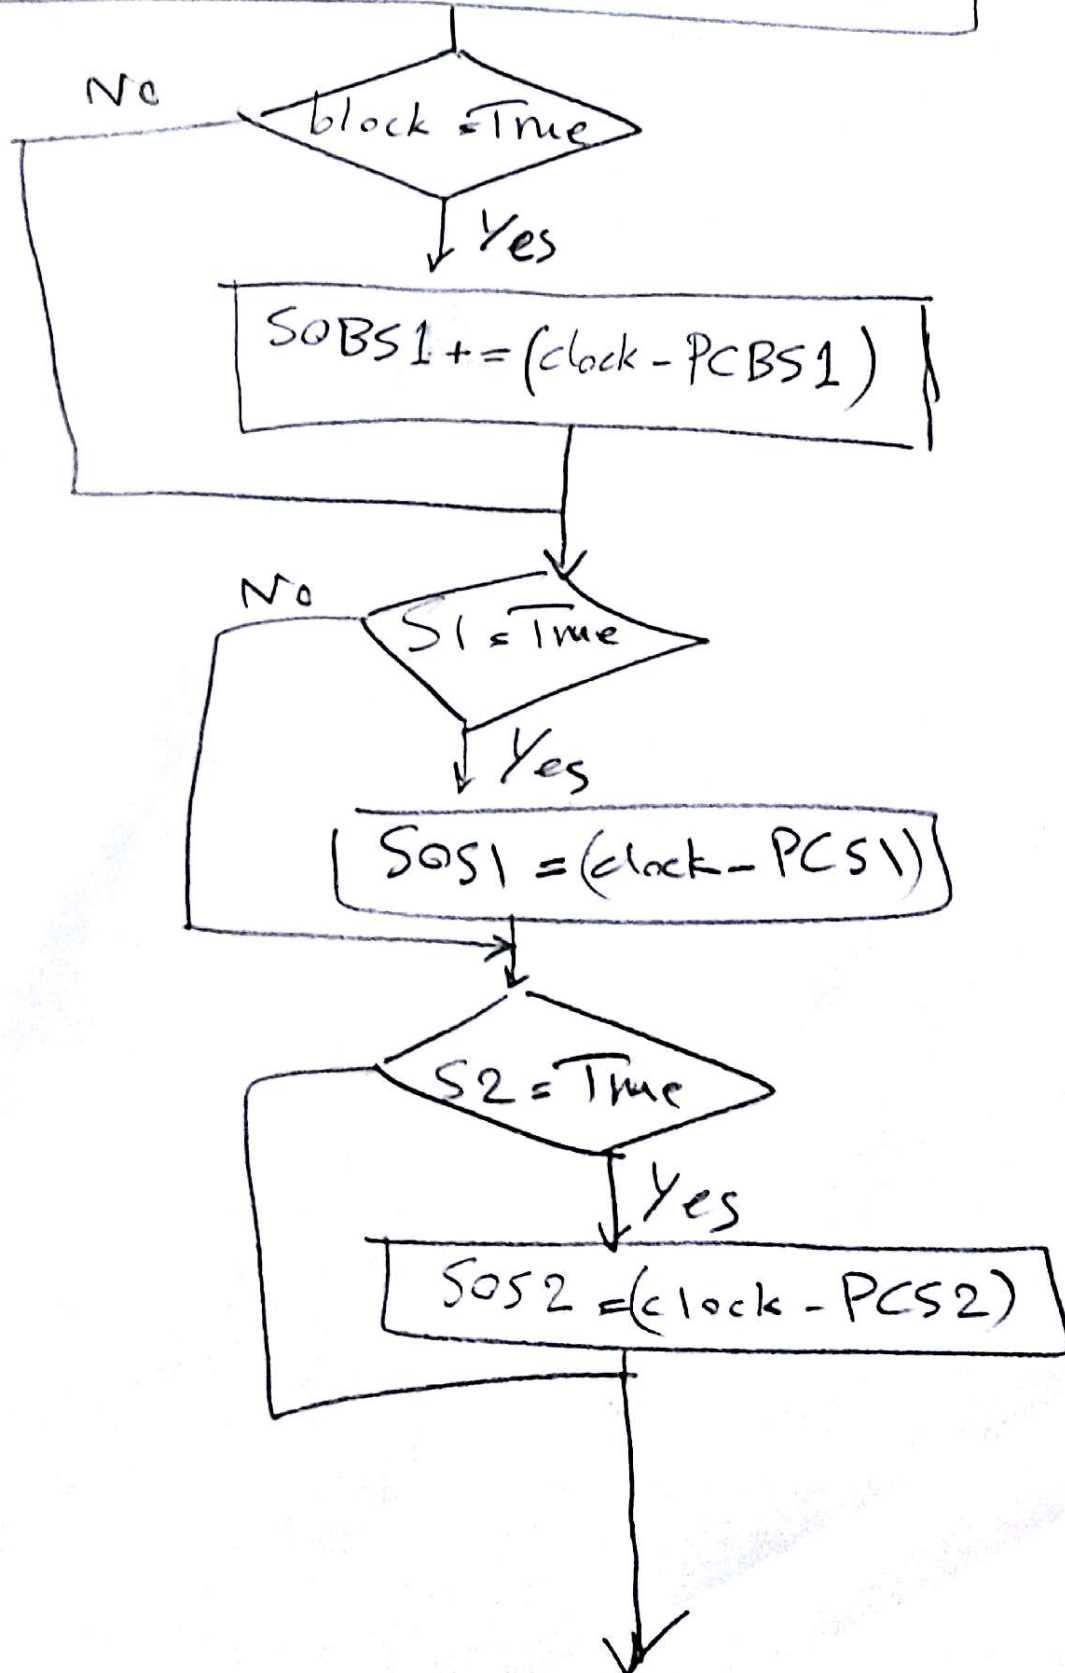 No
block = True
Yes
SOBS1 += (clock - PCBS1)
No
S1 = True
Yes
SOS1 = (clock - PCS1)
S2 = True
Yes
SOS2 = (clock - PCS2)